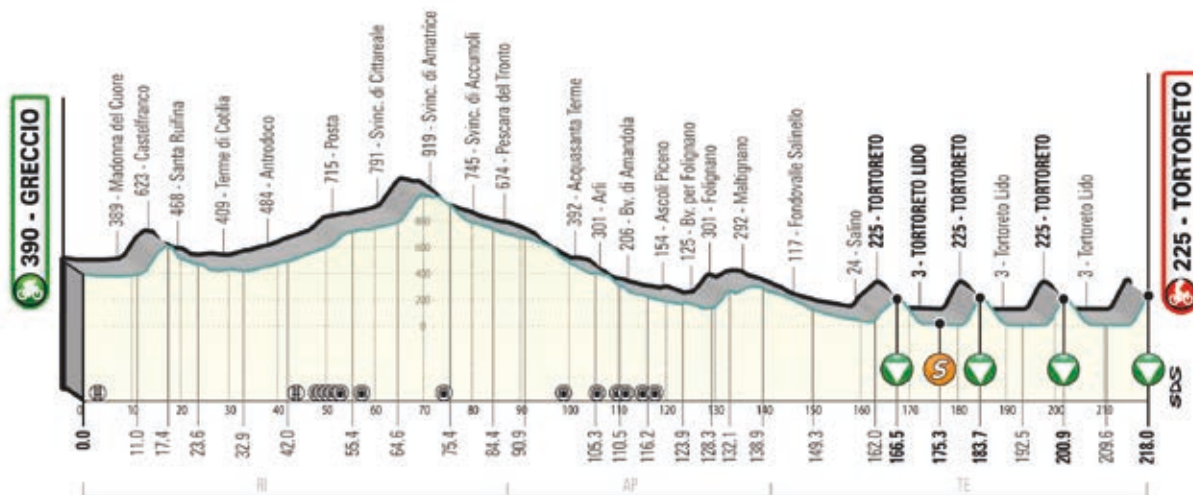 390 - GRECCIO
389 - Madonna del Cuore
623 - Castelfranco
468 - Santa Rufina
409 - Terme di Cotilia
484 - Antrodoco
715 - Posta
791 - Svinc. di Cittareale
919 - Svinc. di Amatrice
745 - Svinc. di Accumoli
674 - Pescara del Tronto
392 - Acquasanta Terme
301 - Arli
206 - Bv. di Amandola
154 - Ascoli Piceno
125 - Bv. per Folignano
301 - Folignano
292 - Maltignano
117 - Fondovalle Salinello
24 - Salino
225 - TORTORETO
3 - TORTORETO LIDO
225 - TORTORETO
3 - Tortoreto Lido
225 - TORTORETO
3 - Tortoreto Lido
225 - TORTORETO
800
600
400
200
0
S
SDS
0 10 20 30 40 50 60 70 80 90 100 110 120 130 140 150 160 170 180 190 200 210
0.0 11.0 17.4 23.6 32.9 42.0 55.4 64.6 75.4 84.4 90.9 105.3 110.5 116.2 123.9 128.3 132.1 138.9 149.3 162.0 166.5 175.3 183.7 192.5 200.9 209.6 218.0
RI AP TE